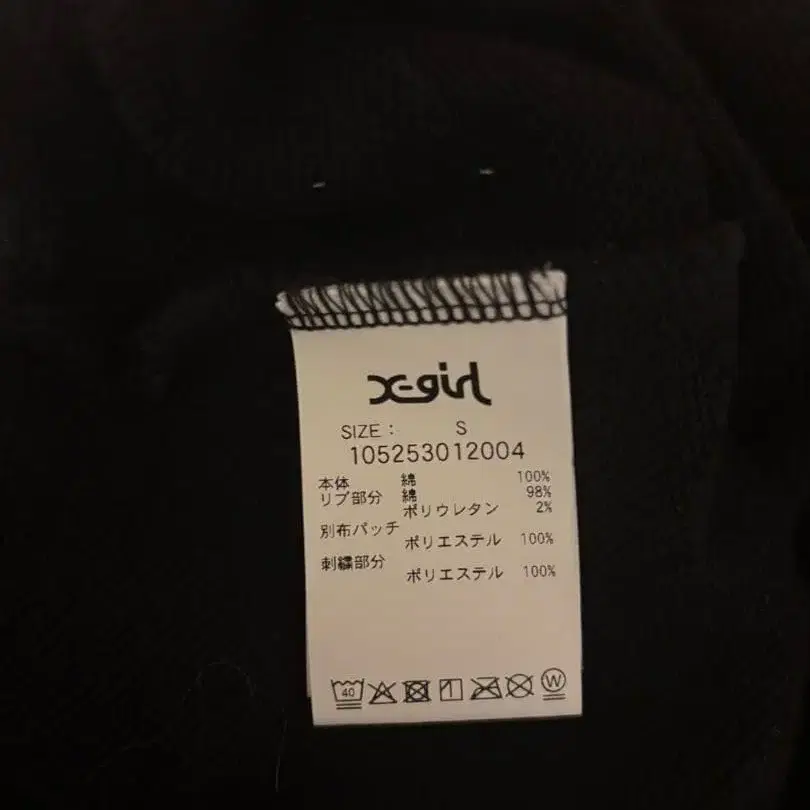 X-girl
SIZE : S
105253012004
本体 綿 100%
リブ部分 綿 98%
ポリウレタン 2%
別布パッチ
ポリエステル 100%
刺繍部分
ポリエステル 100%
40 W